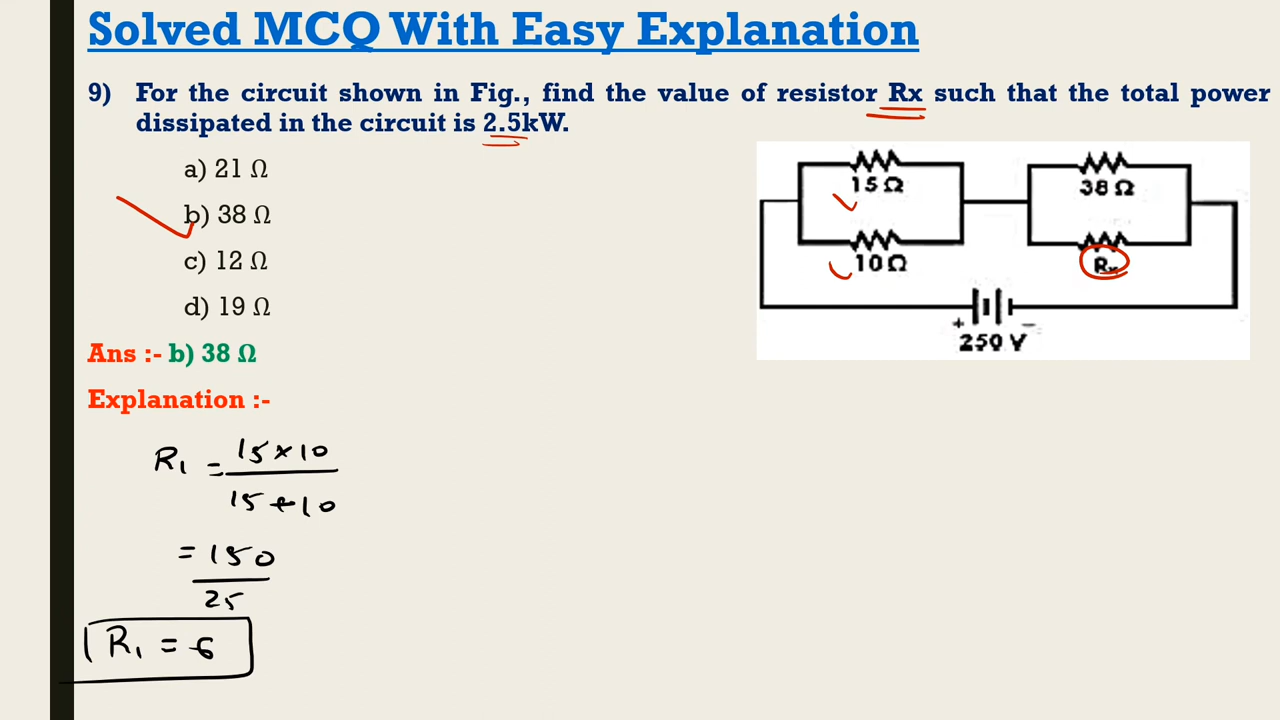 Solved MCQ With Easy Explanation
9) For the circuit shown in Fig., find the value of resistor Rx such that the total power
dissipated in the circuit is 2.5kW.
a) 21 Ω
b) 38 Ω
c) 12 Ω
d) 19 Ω
Ans :- b) 38 Ω
Explanation :-
15 Ω
38 Ω
10 Ω
Rx
+ −
250 V
R1 = 15 × 10
15 + 10
= 150
25
R1 = 6